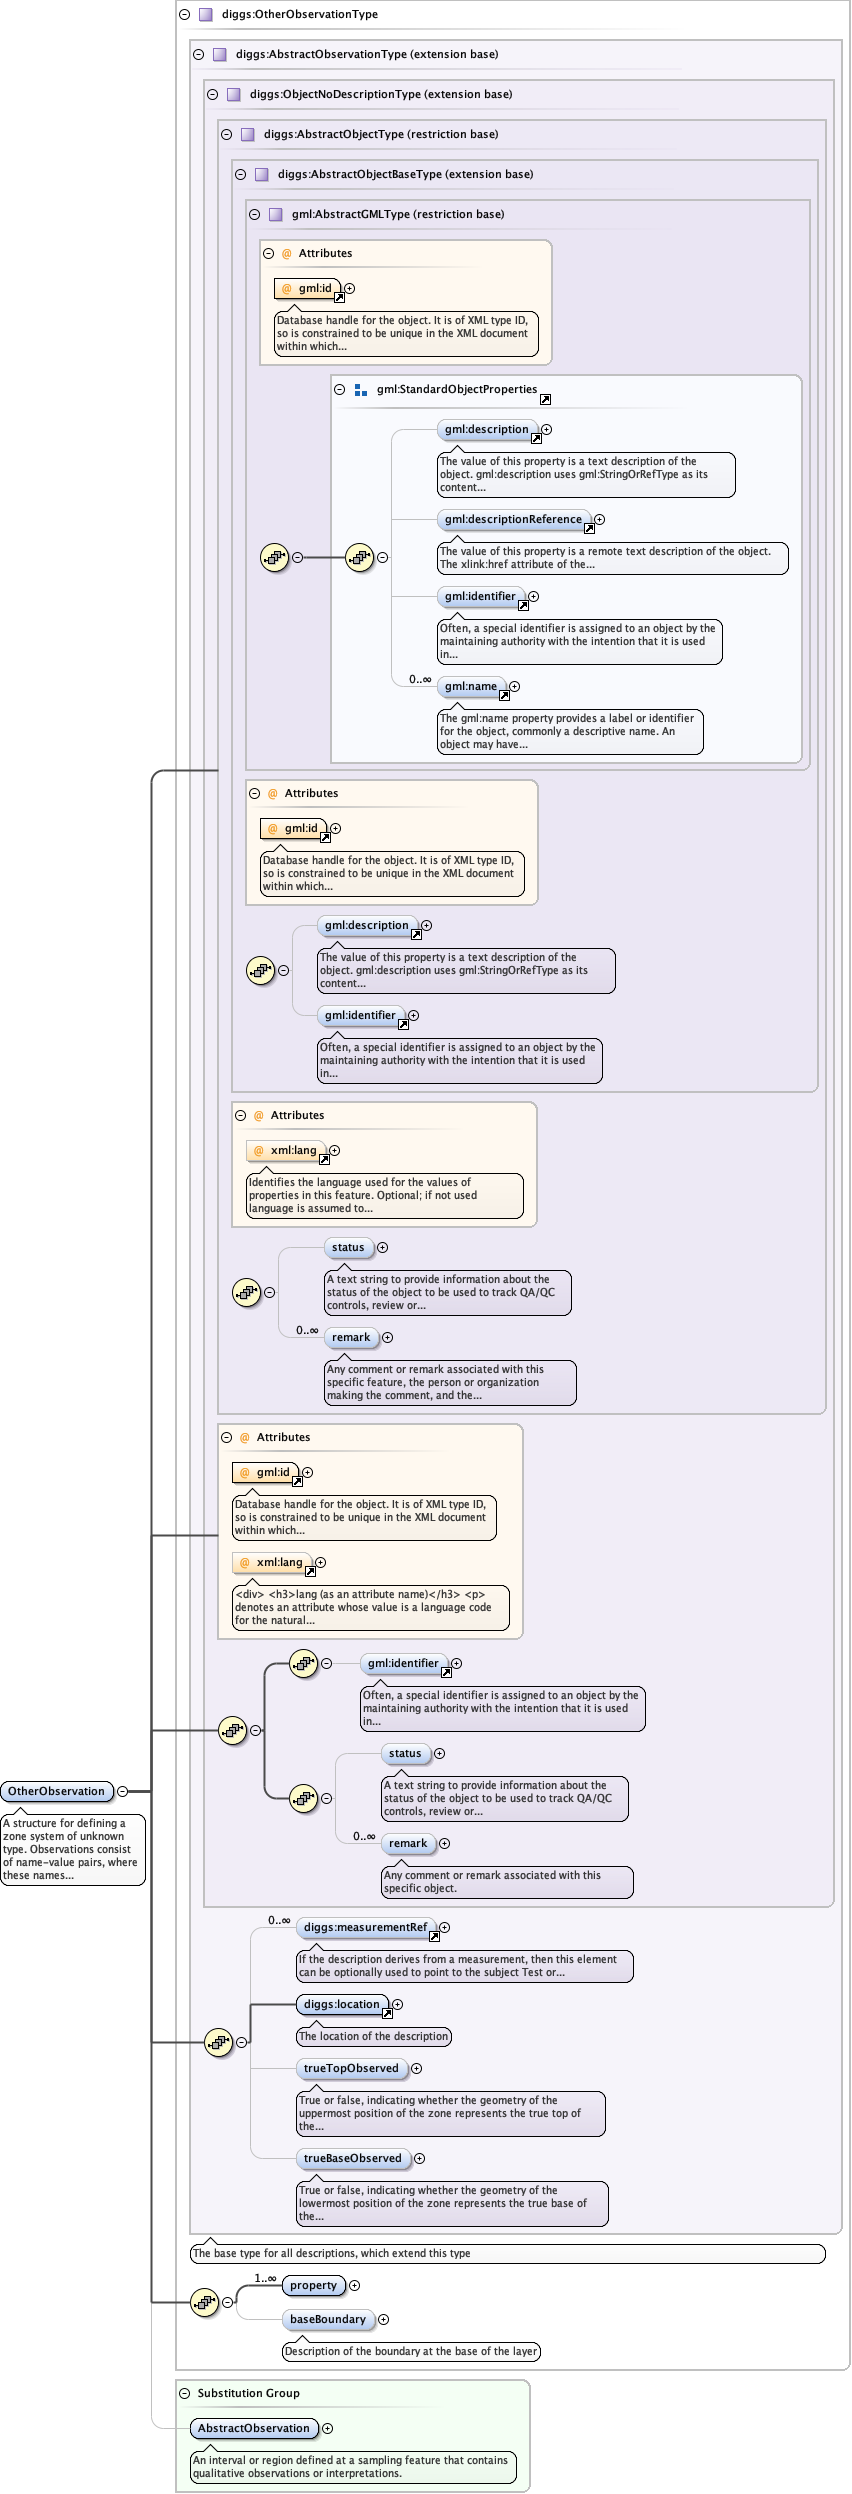 diggs:OtherObservationType
diggs:AbstractObservationType (extension base)
diggs:ObjectNoDescriptionType (extension base)
diggs:AbstractObjectType (restriction base)
diggs:AbstractObjectBaseType (extension base)
gml:AbstractGMLType (restriction base)
@ Attributes
@ gml:id
Database handle for the object. It is of XML type ID,
so is constrained to be unique in the XML document
within which...
gml:StandardObjectProperties
gml:description
The value of this property is a text description of the
object. gml:description uses gml:StringOrRefType as its
content...
gml:descriptionReference
The value of this property is a remote text description of the object.
The xlink:href attribute of the...
gml:identifier
Often, a special identifier is assigned to an object by the
maintaining authority with the intention that it is used
in...
0..∞
gml:name
The gml:name property provides a label or identifier
for the object, commonly a descriptive name. An
object may have...
@ Attributes
@ gml:id
Database handle for the object. It is of XML type ID,
so is constrained to be unique in the XML document
within which...
gml:description
The value of this property is a text description of the
object. gml:description uses gml:StringOrRefType as its
content...
gml:identifier
Often, a special identifier is assigned to an object by the
maintaining authority with the intention that it is used
in...
@ Attributes
@ xml:lang
Identifies the language used for the values of
properties in this feature. Optional; if not used
language is assumed to...
status
A text string to provide information about the
status of the object to be used to track QA/QC
controls, review or...
0..∞
remark
Any comment or remark associated with this
specific feature, the person or organization
making the comment, and the...
@ Attributes
@ gml:id
Database handle for the object. It is of XML type ID,
so is constrained to be unique in the XML document
within which...
@ xml:lang
<div> <h3>lang (as an attribute name)</h3> <p>
denotes an attribute whose value is a language code
for the natural...
gml:identifier
Often, a special identifier is assigned to an object by the
maintaining authority with the intention that it is used
in...
status
A text string to provide information about the
status of the object to be used to track QA/QC
controls, review or...
0..∞
remark
Any comment or remark associated with this
specific object.
OtherObservation
A structure for defining a
zone system of unknown
type. Observations consist
of name-value pairs, where
these names...
0..∞
diggs:measurementRef
If the description derives from a measurement, then this element
can be optionally used to point to the subject Test or...
diggs:location
The location of the description
trueTopObserved
True or false, indicating whether the geometry of the
uppermost position of the zone represents the true top of
the...
trueBaseObserved
True or false, indicating whether the geometry of the
lowermost position of the zone represents the true base of
the...
The base type for all descriptions, which extend this type
1..∞
property
baseBoundary
Description of the boundary at the base of the layer
Substitution Group
AbstractObservation
An interval or region defined at a sampling feature that contains
qualitative observations or interpretations.